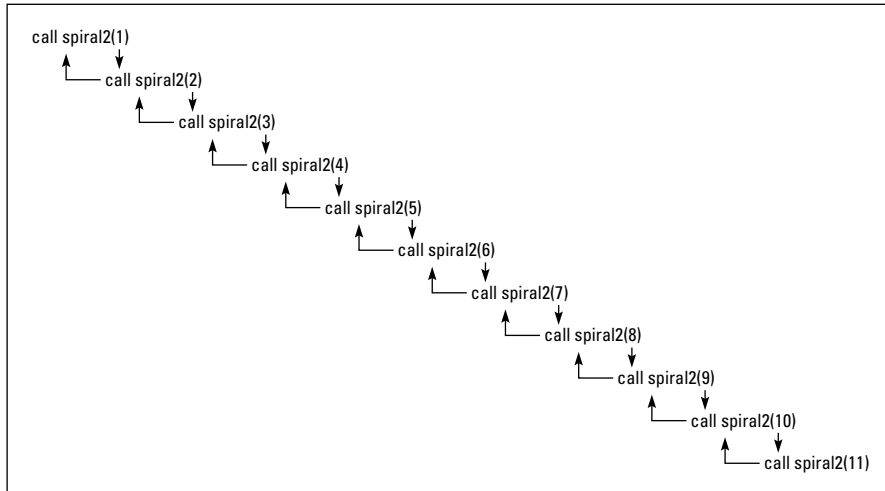 call spiral2(1)
call spiral2(2)
call spiral2(3)
call spiral2(4)
call spiral2(5)
call spiral2(6)
call spiral2(7)
call spiral2(8)
call spiral2(9)
call spiral2(10)
call spiral2(11)